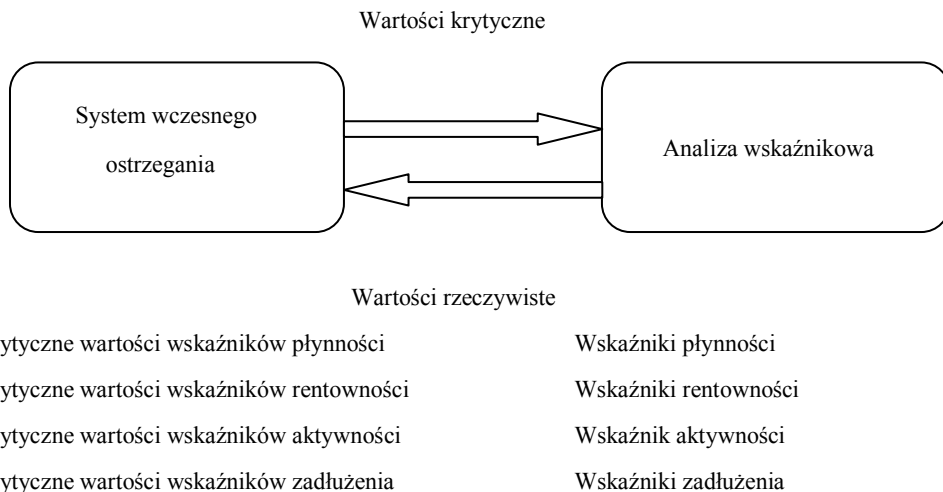 Wartości krytyczne
System wczesnego
ostrzegania
Analiza wskaźnikowa
Wartości rzeczywiste
ytyczne wartości wskaźników płynności Wskaźniki płynności
ytyczne wartości wskaźników rentowności Wskaźniki rentowności
ytyczne wartości wskaźników aktywności Wskaźnik aktywności
ytyczne wartości wskaźników zadłużenia Wskaźniki zadłużenia